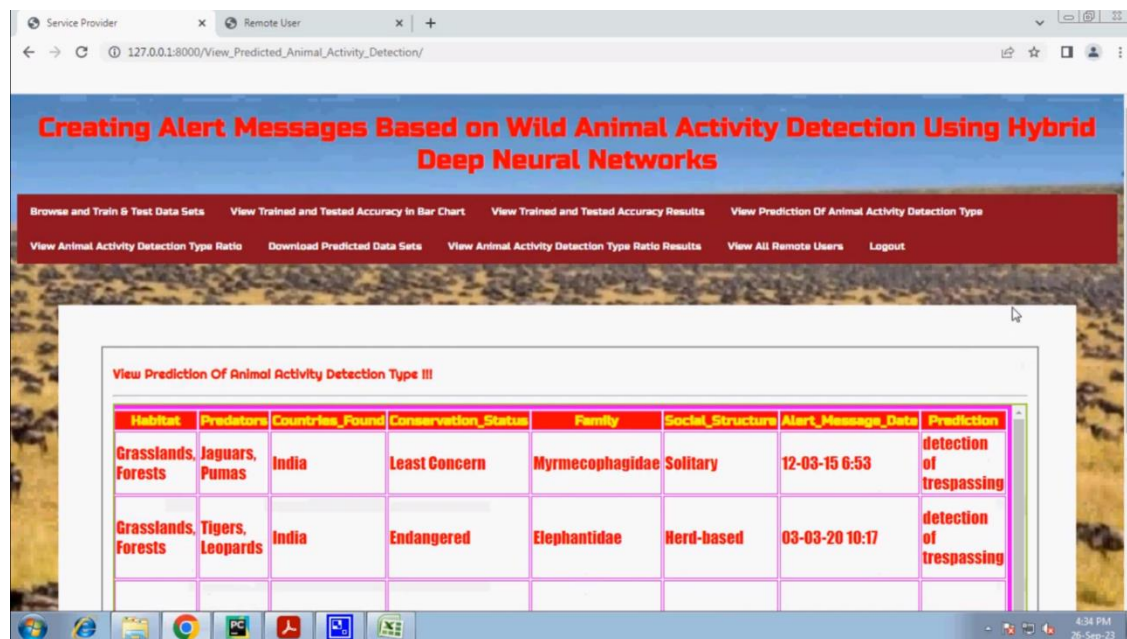 Service Provider
Remote User
127.0.0.1:8000/View_Predicted_Animal_Activity_Detection/
Creating Alert Messages Based on Wild Animal Activity Detection Using Hybrid
Deep Neural Networks
Browse and Train & Test Data Sets View Trained and Tested Accuracy in Bar Chart View Trained and Tested Accuracy Results View Prediction Of Animal Activity Detection Type
View Animal Activity Detection Type Ratio Download Predicted Data Sets View Animal Activity Detection Type Ratio Results View All Remote Users Logout
View Prediction Of Animal Activity Detection Type !!!
Habitat Predators Countries_Found Conservation_Status Family Social_Structure Alert_Message_Date Prediction
Grasslands, Forests Jaguars, Pumas India Least Concern Myrmecophagidae Solitary 12-03-15 6:53 detection of trespassing
Grasslands, Forests Tigers, Leopards India Endangered Elephantidae Herd-based 03-03-20 10:17 detection of trespassing
PC
4:34 PM
26-Sep-23